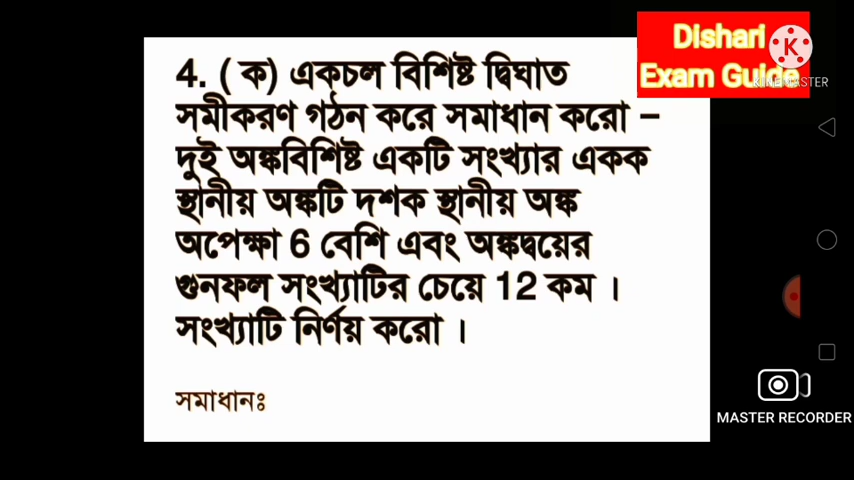 Dishari
Exam Guide
KINEMASTER
4. ( ক) একচল বিশিষ্ট দ্বিঘাত
সমীকরণ গঠন করে সমাধান করো –
দুই অঙ্কবিশিষ্ট একটি সংখ্যার একক
স্থানীয় অঙ্কটি দশক স্থানীয় অঙ্ক
অপেক্ষা 6 বেশি এবং অঙ্কদ্বয়ের
গুনফল সংখ্যাটির চেয়ে 12 কম ।
সংখ্যাটি নির্ণয় করো ।
সমাধানঃ
MASTER RECORDER